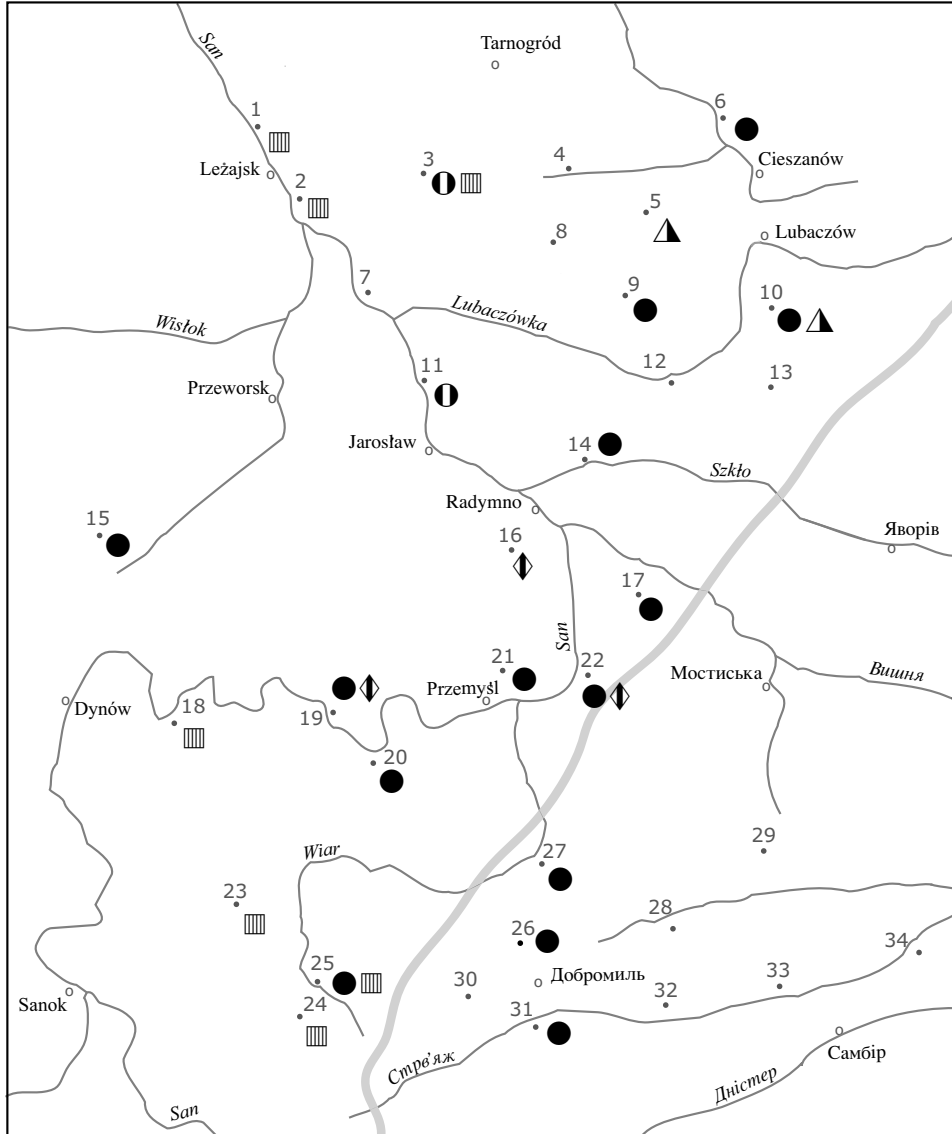 San
Tarnogród
1
6
Leżajsk
3
4
Cieszanów
2
5
8
Lubaczów
7
9
10
Lubaczówka
Wisłok
12
13
11
Przeworsk
Jarosław
14
Szkło
Radymno
15
16
Яворів
17
San
21
22
Мостиська
Вишня
Dynów
18
19
Przemyśl
20
27
29
Wiar
23
28
26
34
25
30
Добромиль
33
Sanok
24
31
32
Стрв'яж
Самбір
San
Дністер